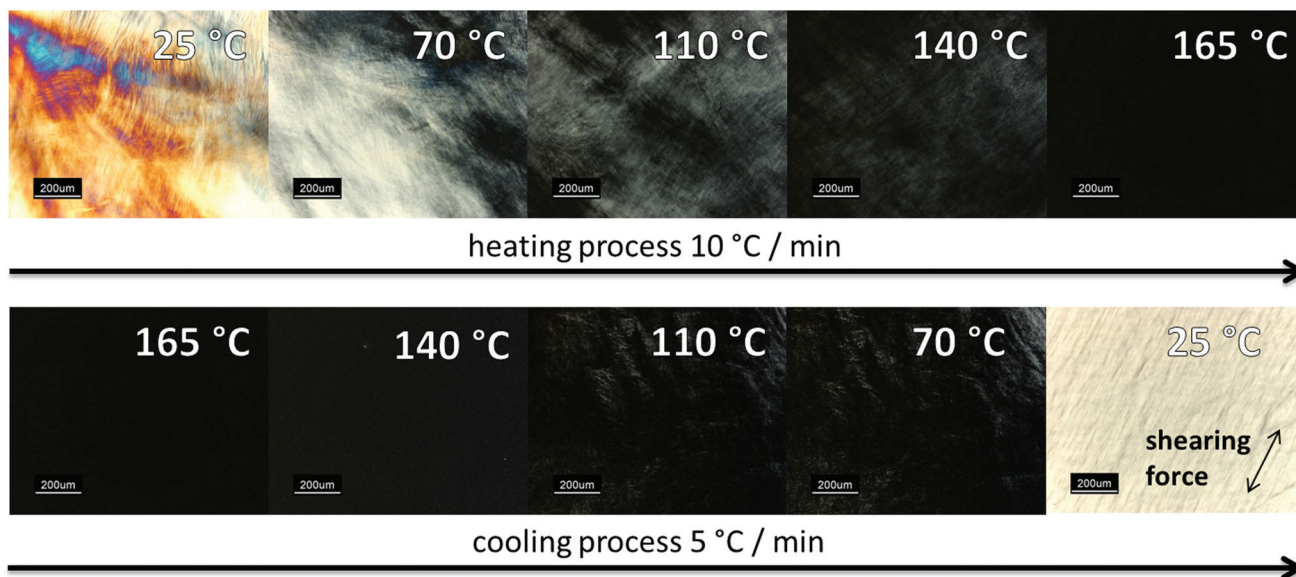 25 °C
70 °C
110 °C
140 °C
165 °C
200um
200um
200um
200um
200um
heating process 10 °C / min
165 °C
140 °C
110 °C
70 °C
25 °C
shearing
force
200um
200um
200um
200um
200um
cooling process 5 °C / min